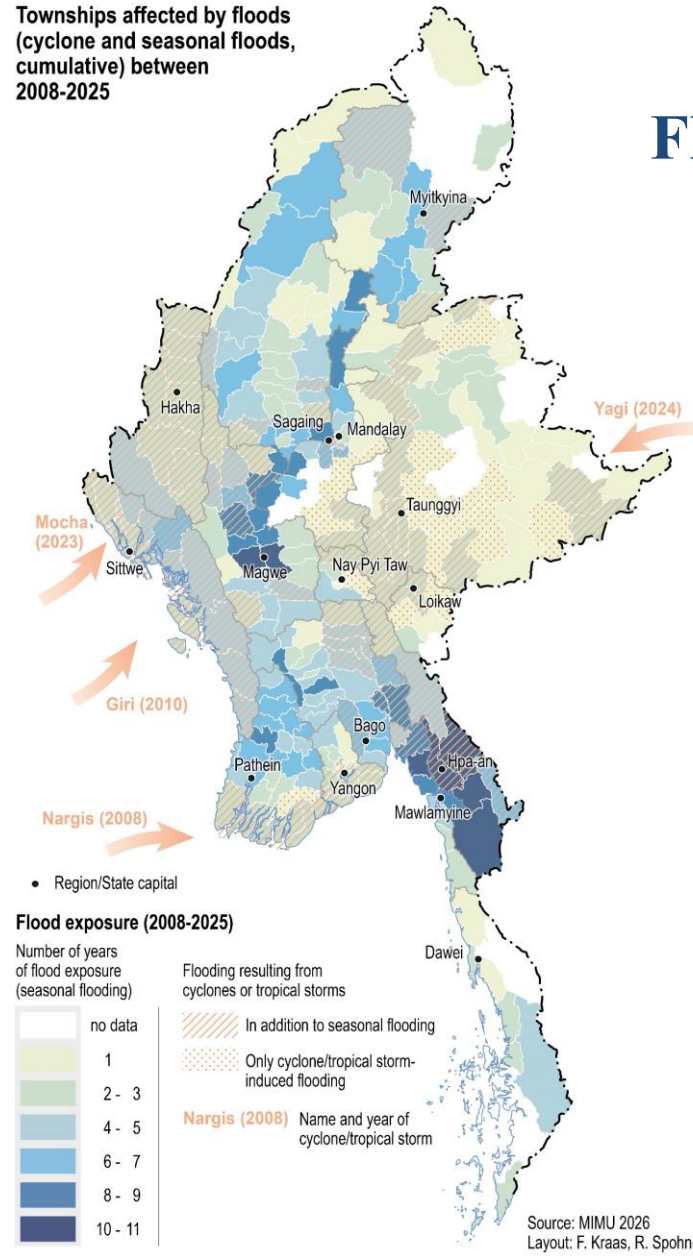 Townships affected by floods
(cyclone and seasonal floods,
cumulative) between
2008-2025
Myitkyina
Hakha
Sagaing
Mandalay
Yagi (2024)
Taunggyi
Mocha
(2023)
Sittwe
Magwe
Nay Pyi Taw
Loikaw
Giri (2010)
Bago
Hpa-an
Pathein
Yangon
Mawlamyine
Nargis (2008)
Region/State capital
Dawei
Flood exposure (2008-2025)
Number of years
of flood exposure
(seasonal flooding)
no data
1
2 - 3
4 - 5
6 - 7
8 - 9
10 - 11
Flooding resulting from
cyclones or tropical storms
In addition to seasonal flooding
Only cyclone/tropical storm-
induced flooding
Nargis (2008) Name and year of
cyclone/tropical storm
Source: MIMU 2026
Layout: F. Kraas, R. Spohn